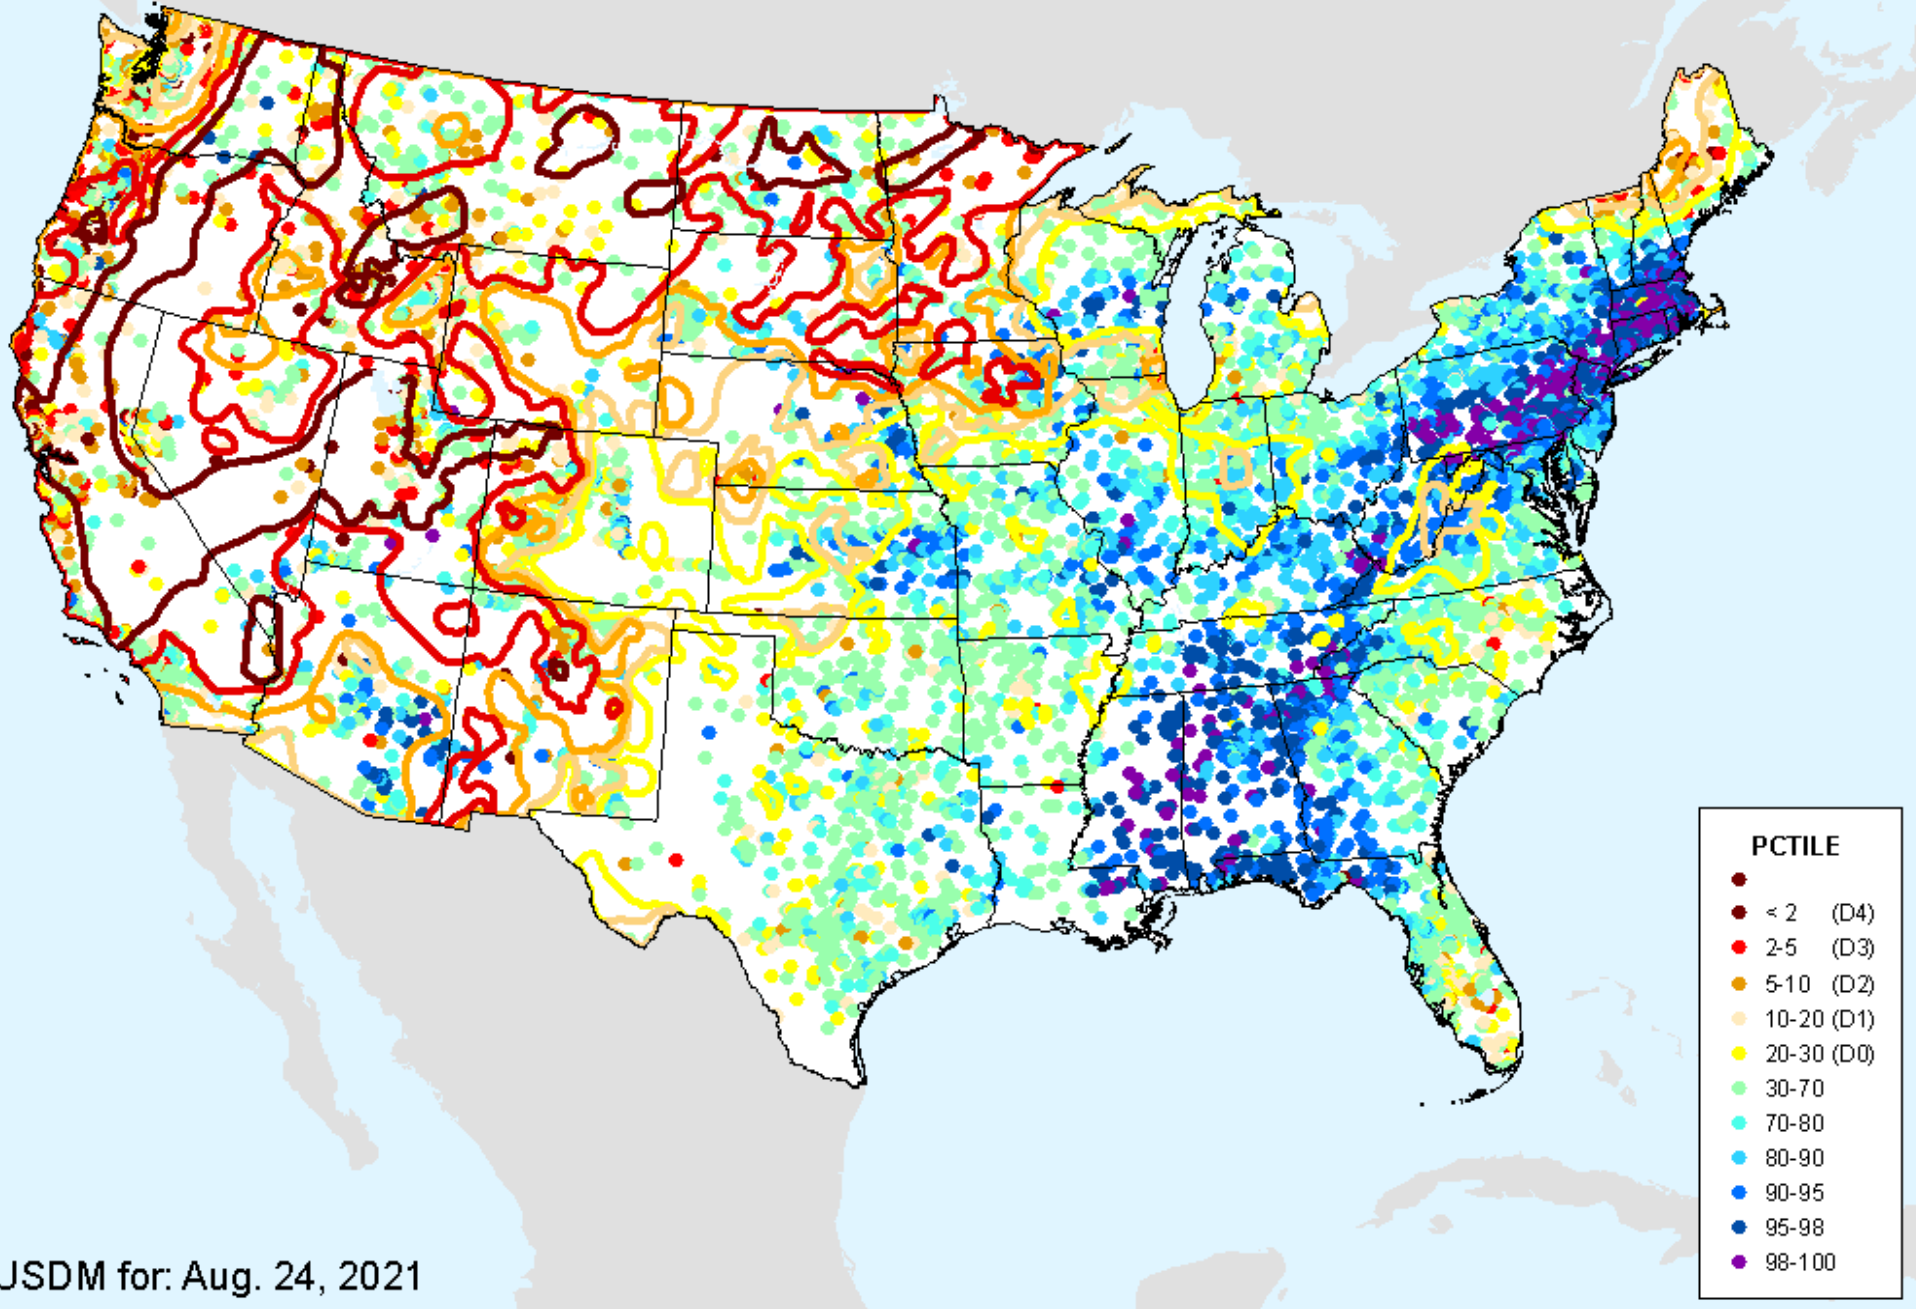 PCTILE
< 2 (D4)
2-5 (D3)
5-10 (D2)
10-20 (D1)
20-30 (D0)
30-70
70-80
80-90
90-95
95-98
98-100
USDM for: Aug. 24, 2021